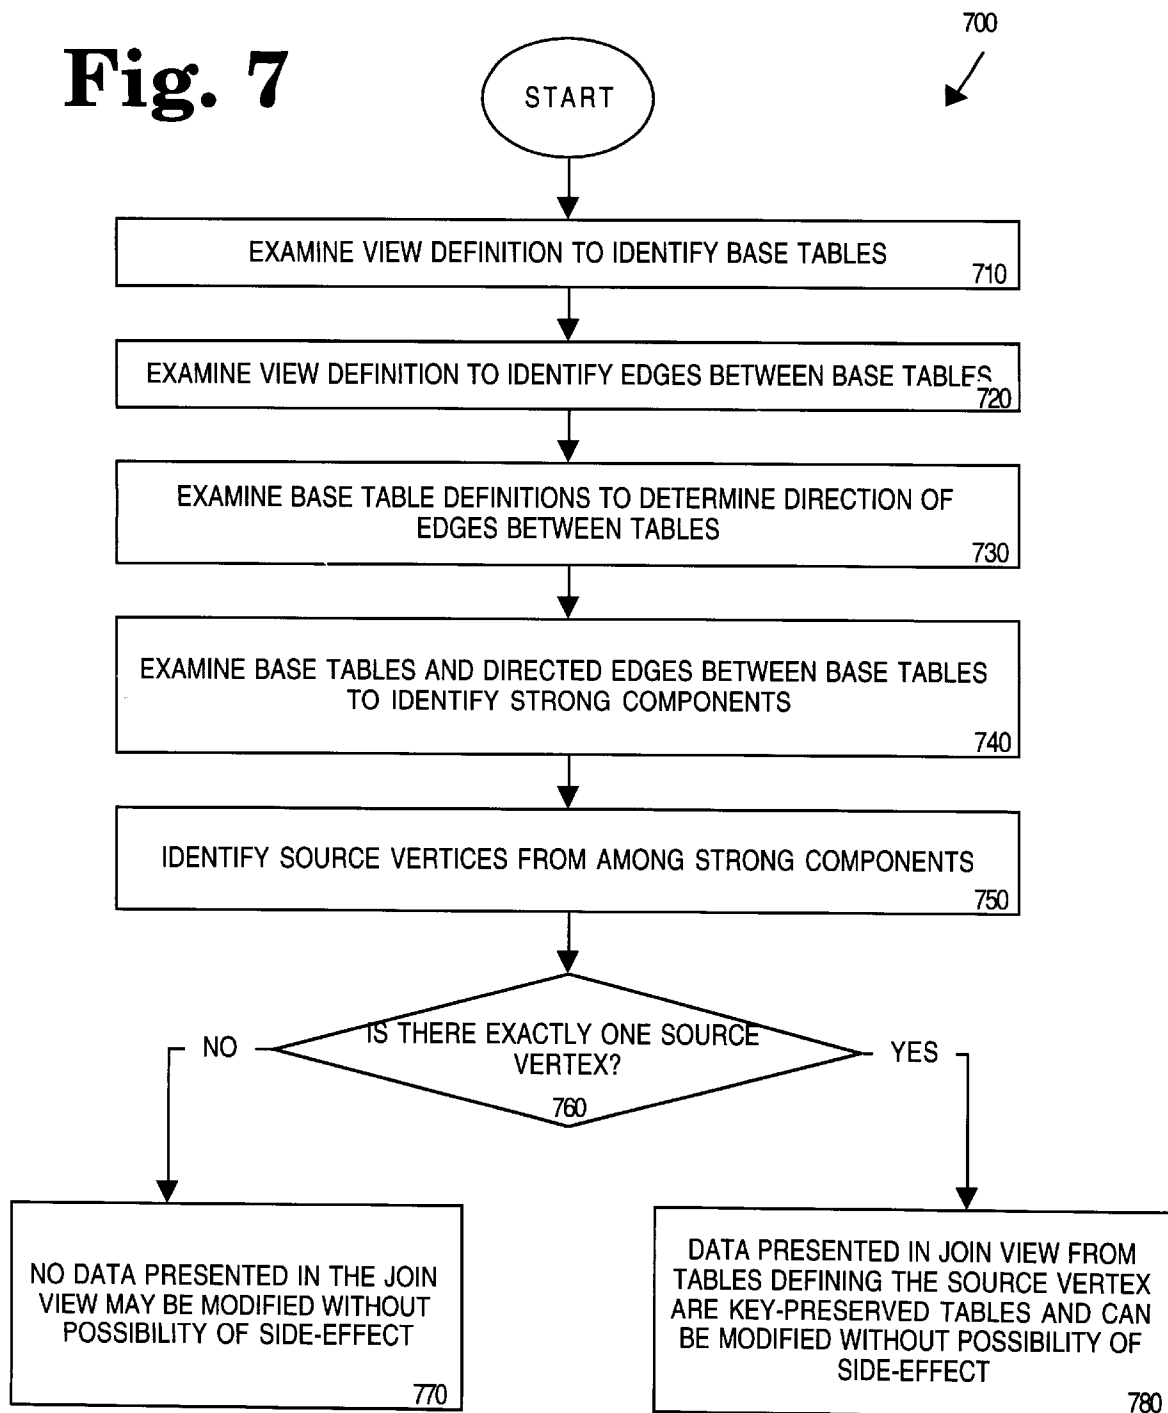 700
Fig. 7
START
EXAMINE VIEW DEFINITION TO IDENTIFY BASE TABLES
710
EXAMINE VIEW DEFINITION TO IDENTIFY EDGES BETWEEN BASE TABLES.
720
EXAMINE BASE TABLE DEFINITIONS TO DETERMINE DIRECTION OF
EDGES BETWEEN TABLES
730
EXAMINE BASE TABLES AND DIRECTED EDGES BETWEEN BASE TABLES
TO IDENTIFY STRONG COMPONENTS
740
IDENTIFY SOURCE VERTICES FROM AMONG STRONG COMPONENTS
750
IS THERE EXACTLY ONE SOURCE
VERTEX?
760
NO
YES
NO DATA PRESENTED IN THE JOIN
VIEW MAY BE MODIFIED WITHOUT
POSSIBILITY OF SIDE-EFFECT
770
DATA PRESENTED IN JOIN VIEW FROM
TABLES DEFINING THE SOURCE VERTEX
ARE KEY-PRESERVED TABLES AND CAN
BE MODIFIED WITHOUT POSSIBILITY OF
SIDE-EFFECT
780